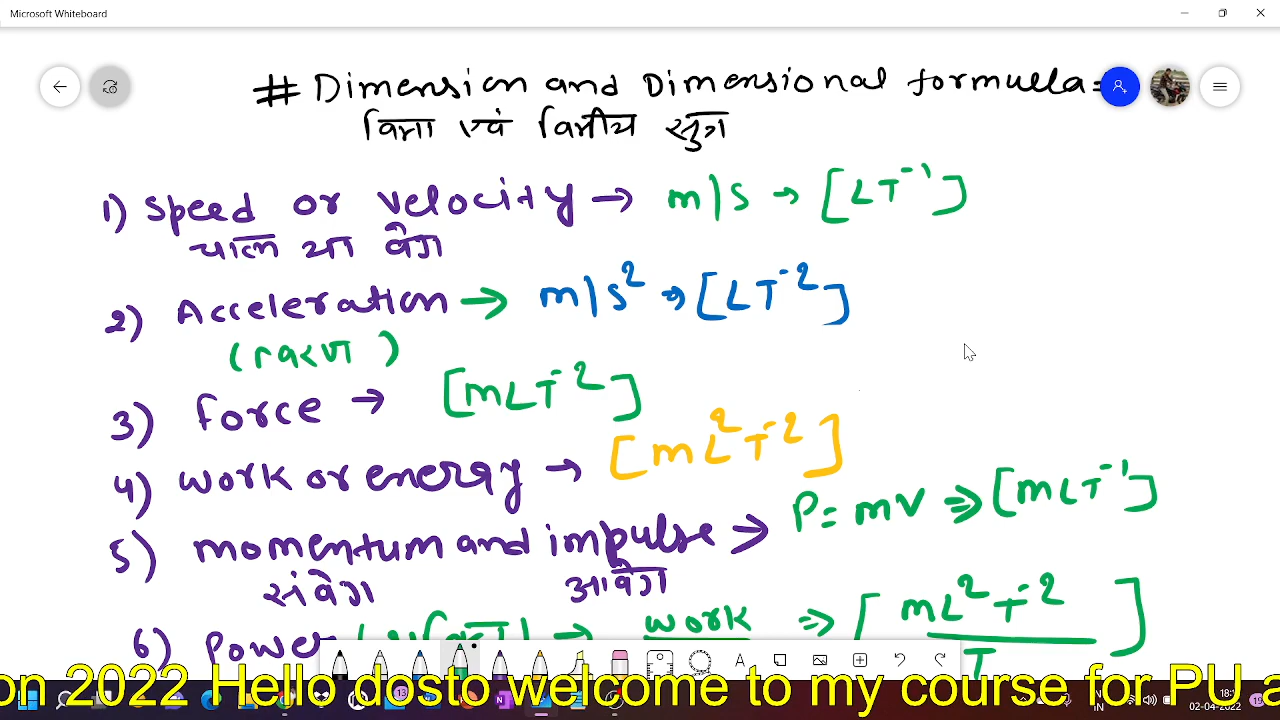 Microsoft Whiteboard
# Dimension and Dimensional formulla =
विमा एवं विमीय सूत्र
1) Speed or velocity → m|s → [LT⁻¹]
चाल या वेग
2) Acceleration → m|s² → [LT⁻²]
(त्वरण)
3) force → [MLT⁻²]
4) work or energy → [ML²T⁻²]
5) momentum and impulse → P = mv ⇒ [MLT⁻¹]
संवेग आवेग
6) Power → work ⇒ [ML²T⁻²
T ]
on 2022 Hello dosto welcome to my course for PU a
02-04-2022